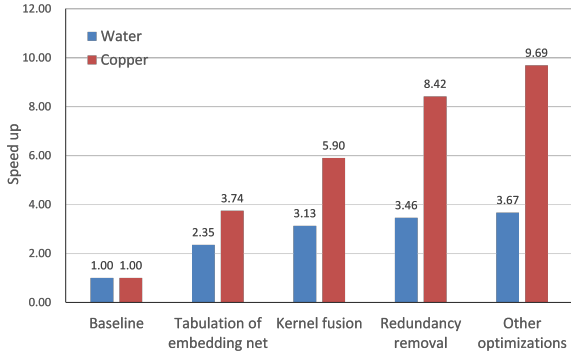 12.00
10.00
8.00
6.00
4.00
2.00
0.00
Speed up
Water
Copper
1.00 1.00
2.35 3.74
3.13 5.90
3.46 8.42
3.67 9.69
Baseline
Tabulation of
embedding net
Kernel fusion
Redundancy
removal
Other
optimizations